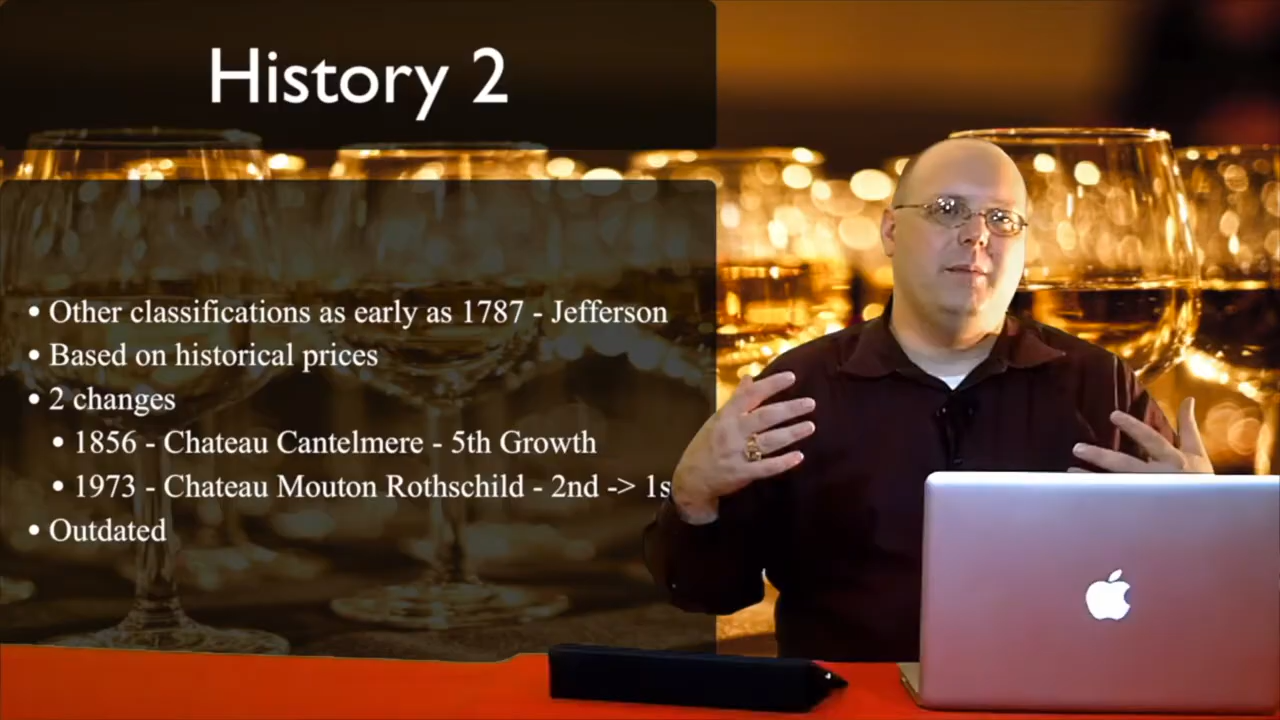 History 2
• Other classifications as early as 1787 - Jefferson
• Based on historical prices
• 2 changes
• 1856 - Chateau Cantelmere - 5th Growth
• 1973 - Chateau Mouton Rothschild - 2nd -> 1s
• Outdated